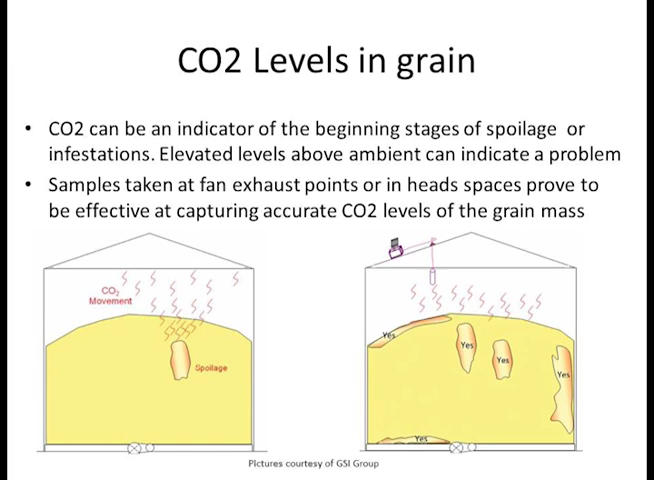 CO2 Levels in grain
• CO2 can be an indicator of the beginning stages of spoilage or
infestations. Elevated levels above ambient can indicate a problem
• Samples taken at fan exhaust points or in heads spaces prove to
be effective at capturing accurate CO2 levels of the grain mass
CO₂
Movement
Spoilage
Yes
Yes
Yes
Yes
Yes
Pictures courtesy of GSI Group